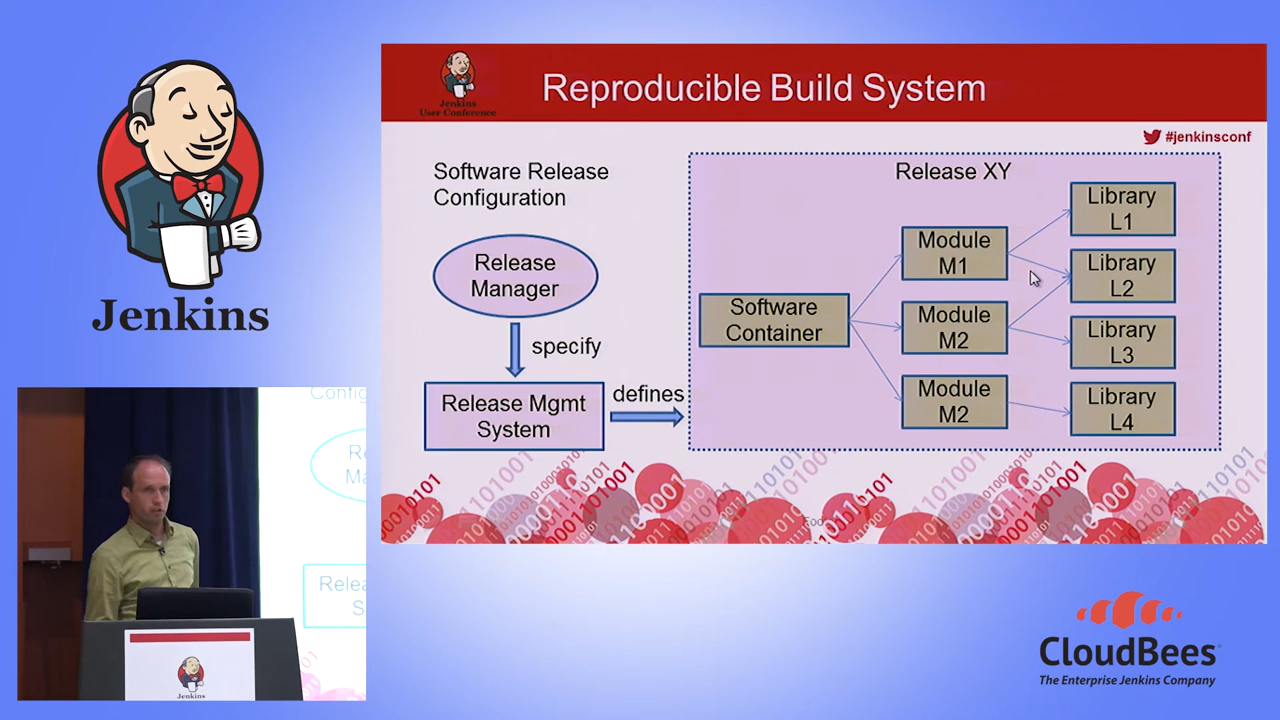 Jenkins
Jenkins
User Conference
Reproducible Build System
#jenkinsconf
Software Release
Configuration
Release
Manager
specify
Release Mgmt
System
defines
Release XY
Software
Container
Module
M1
Module
M2
Module
M2
Library
L1
Library
L2
Library
L3
Library
L4
Jenkins
CloudBees
The Enterprise Jenkins Company